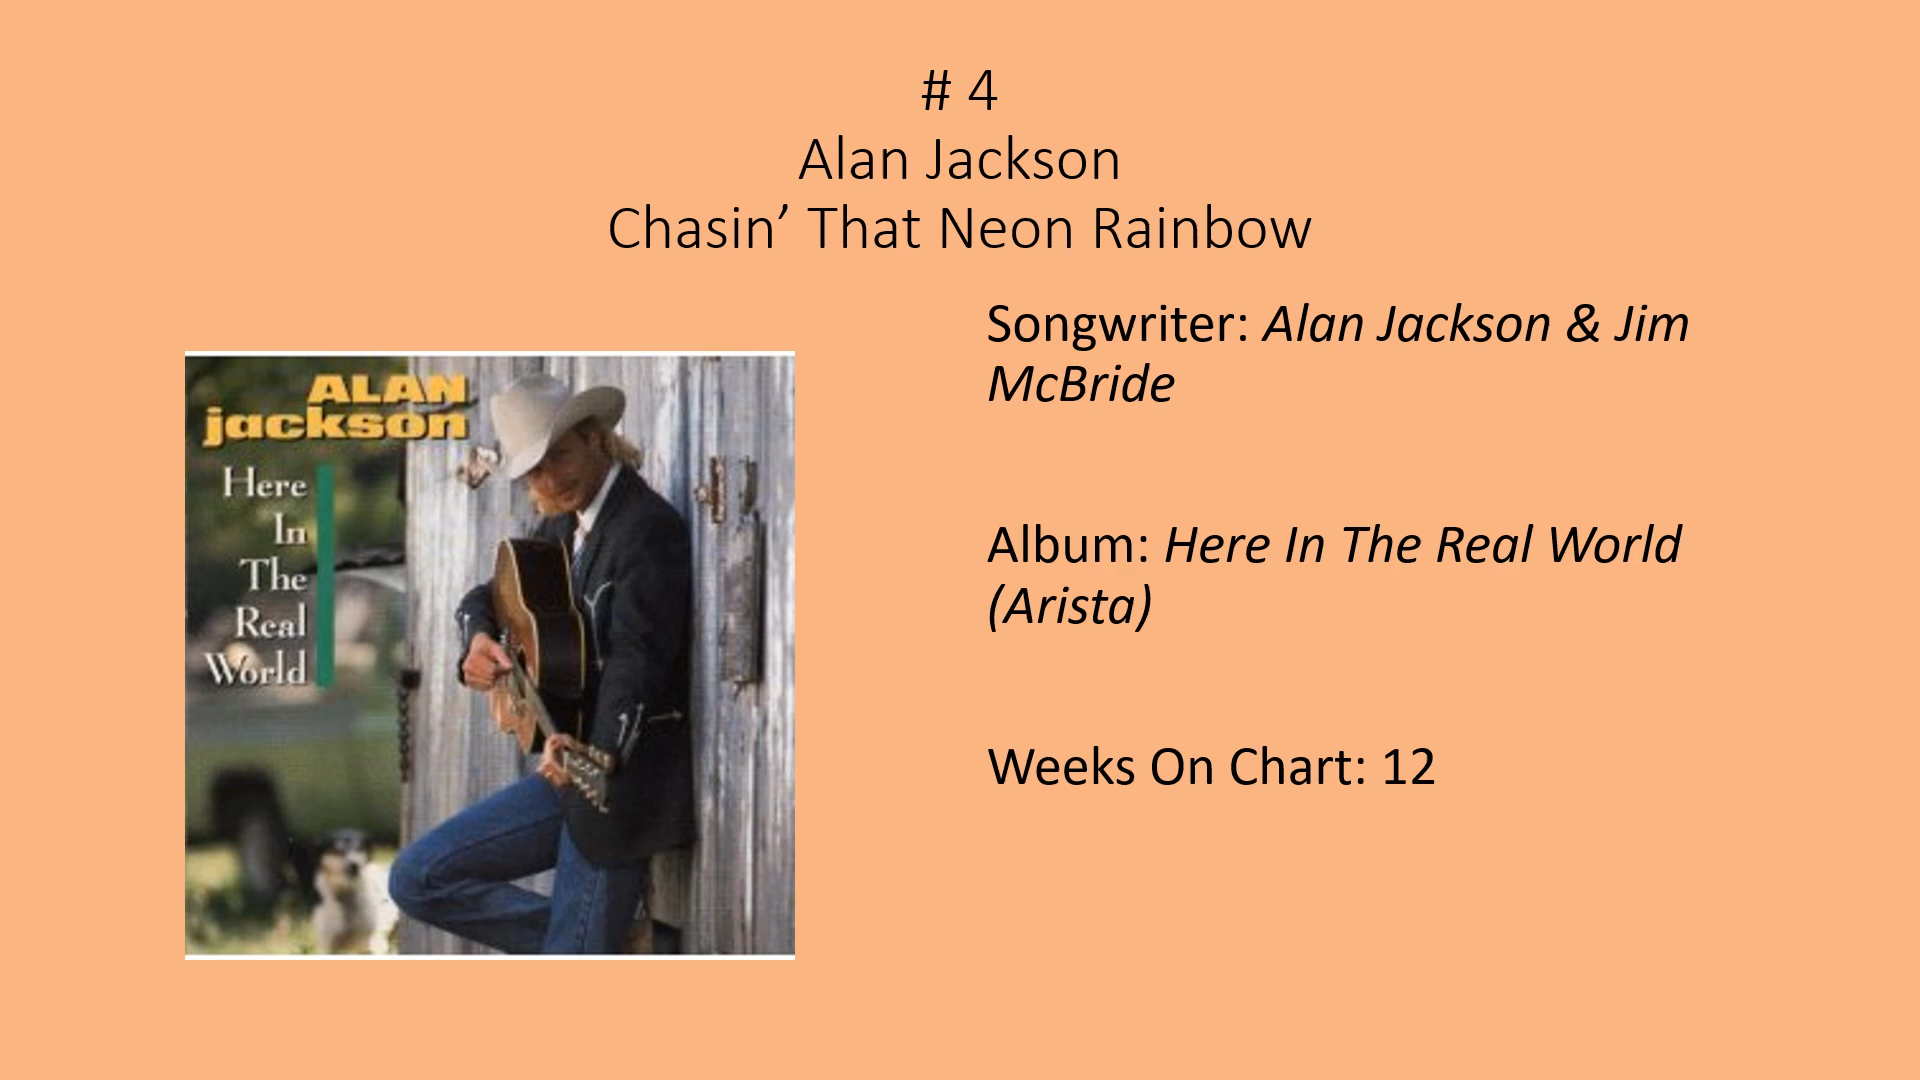 # 4
Alan Jackson
Chasin’ That Neon Rainbow
Songwriter: Alan Jackson & Jim
McBride
ALAN
jackson
Here
In
The
Real
World
Album: Here In The Real World
(Arista)
Weeks On Chart: 12